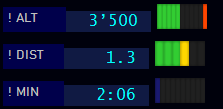 ! ALT 3’500
! DIST 1.3
! MIN 2:06